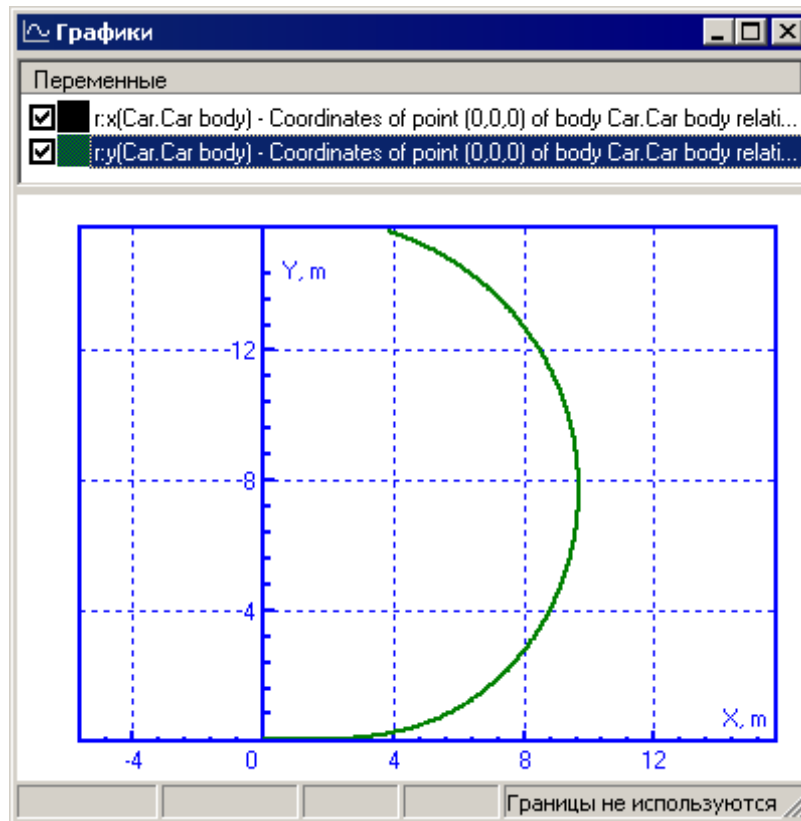 Графики
Переменные
r:x(Car.Car body) - Coordinates of point (0,0,0) of body Car.Car body relati...
r:y(Car.Car body) - Coordinates of point (0,0,0) of body Car.Car body relati...
Y, m
12
8
4
X, m
-4 0 4 8 12
Границы не используются